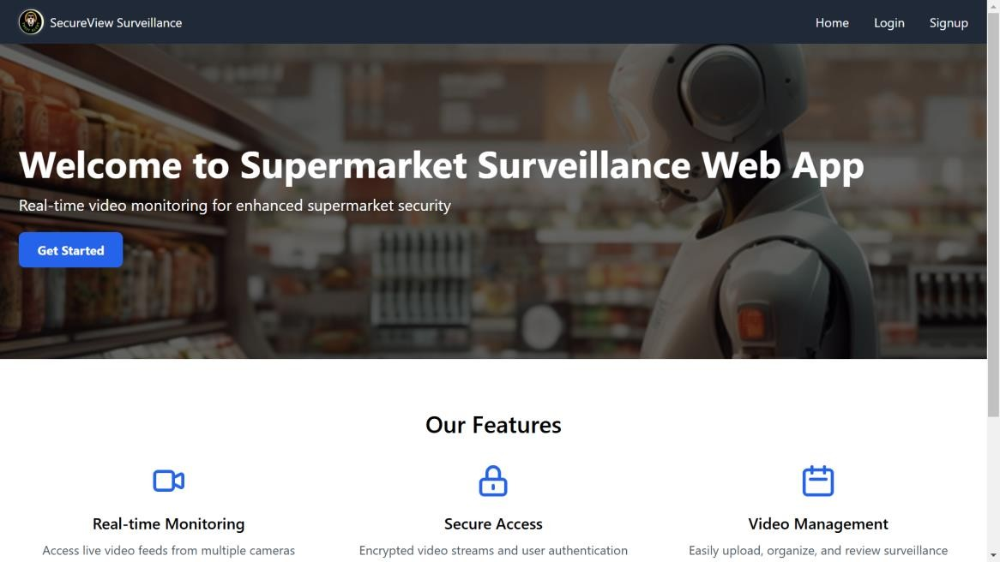 SecureView Surveillance
Home
Login
Signup
Welcome to Supermarket Surveillance Web App
Real-time video monitoring for enhanced supermarket security
Get Started
Our Features
Real-time Monitoring
Secure Access
Video Management
Access live video feeds from multiple cameras
Encrypted video streams and user authentication
Easily upload, organize, and review surveillance